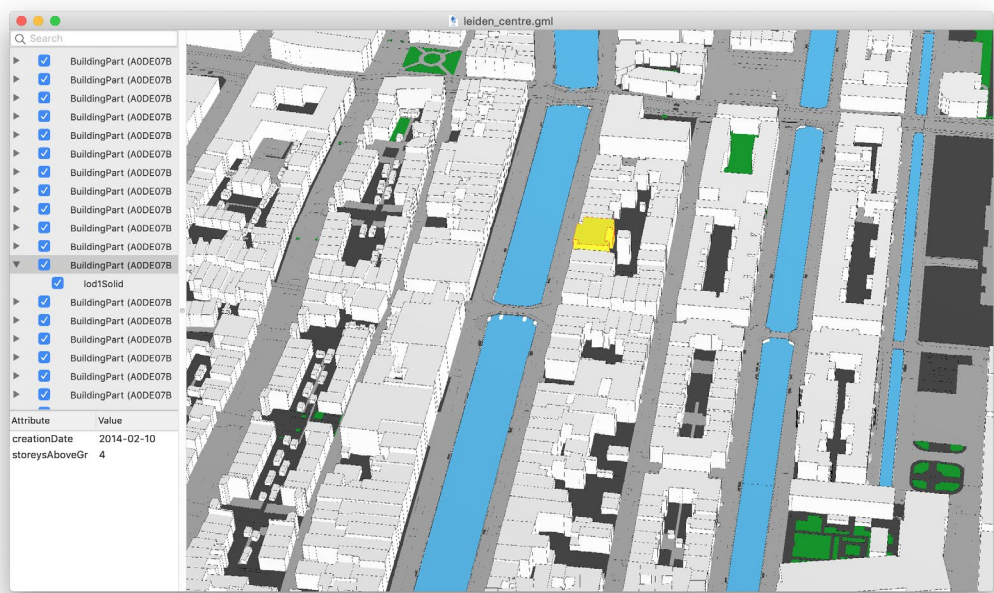 leiden_centre.gml
Search
BuildingPart (A0DE07B
BuildingPart (A0DE07B
BuildingPart (A0DE07B
BuildingPart (A0DE07B
BuildingPart (A0DE07B
BuildingPart (A0DE07B
BuildingPart (A0DE07B
BuildingPart (A0DE07B
BuildingPart (A0DE07B
BuildingPart (A0DE07B
BuildingPart (A0DE07B
BuildingPart (A0DE07B
lod1Solid
BuildingPart (A0DE07B
BuildingPart (A0DE07B
BuildingPart (A0DE07B
BuildingPart (A0DE07B
BuildingPart (A0DE07B
BuildingPart (A0DE07B
Attribute Value
creationDate 2014-02-10
storeysAboveGr 4